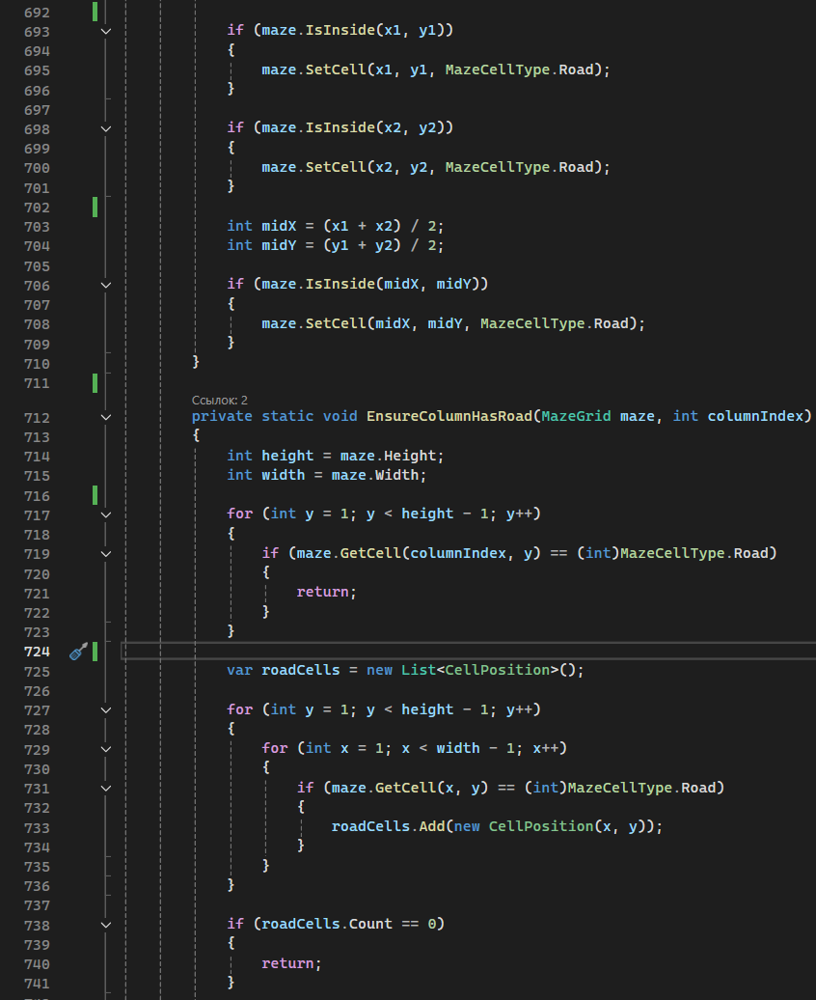 692
693 if (maze.IsInside(x1, y1))
694 {
695 maze.SetCell(x1, y1, MazeCellType.Road);
696 }
697
698 if (maze.IsInside(x2, y2))
699 {
700 maze.SetCell(x2, y2, MazeCellType.Road);
701 }
702
703 int midX = (x1 + x2) / 2;
704 int midY = (y1 + y2) / 2;
705
706 if (maze.IsInside(midX, midY))
707 {
708 maze.SetCell(midX, midY, MazeCellType.Road);
709 }
710 }
711
Ссылок: 2
712 private static void EnsureColumnHasRoad(MazeGrid maze, int columnIndex)
713 {
714 int height = maze.Height;
715 int width = maze.Width;
716
717 for (int y = 1; y < height - 1; y++)
718 {
719 if (maze.GetCell(columnIndex, y) == (int)MazeCellType.Road)
720 {
721 return;
722 }
723 }
724
725 var roadCells = new List<CellPosition>();
726
727 for (int y = 1; y < height - 1; y++)
728 {
729 for (int x = 1; x < width - 1; x++)
730 {
731 if (maze.GetCell(x, y) == (int)MazeCellType.Road)
732 {
733 roadCells.Add(new CellPosition(x, y));
734 }
735 }
736 }
737
738 if (roadCells.Count == 0)
739 {
740 return;
741 }